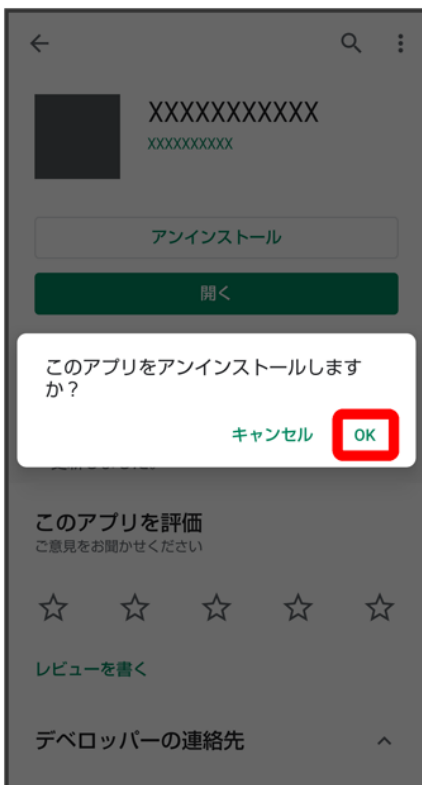 XXXXXXXXXXX
XXXXXXXXXX
アンインストール
開く
このアプリをアンインストールします
か？
キャンセル
OK
このアプリを評価
ご意見をお聞かせください
レビューを書く
デベロッパーの連絡先